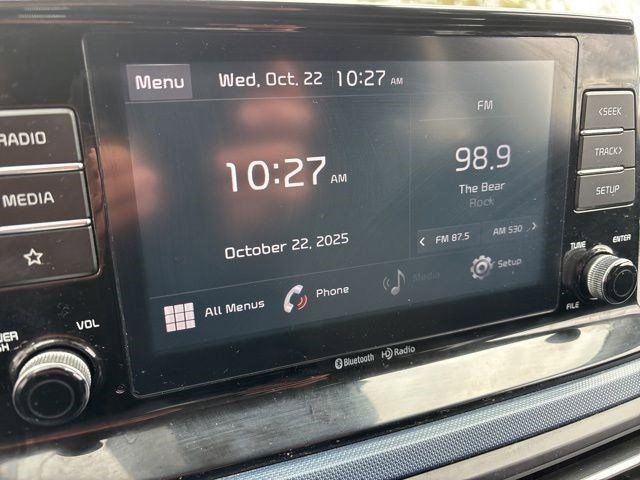 Menu Wed, Oct. 22 10:27 AM
FM
10:27 AM
98.9
The Bear
Rock
October 22, 2025
FM 87.5 AM 530
All Menus Phone Media Setup
Bluetooth HD Radio
RADIO
MEDIA
VOL
<SEEK
TRACK>
SETUP
TUNE ENTER
FILE